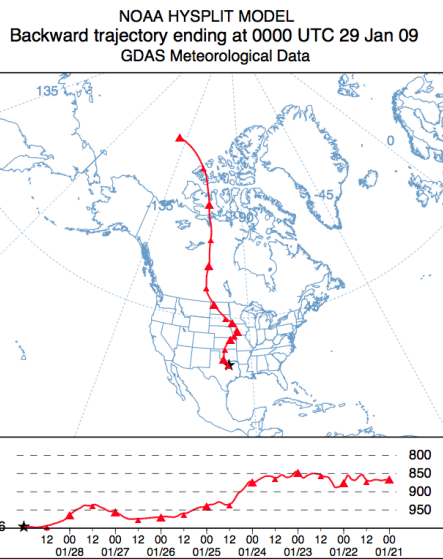 NOAA HYSPLIT MODEL
Backward trajectory ending at 0000 UTC 29 Jan 09
GDAS Meteorological Data
135
0
-45
-135
-90
800
850
900
950
6
12 00 12 00 12 00 12 00 12 00 12 00 12 00 12 00
01/28 01/27 01/26 01/25 01/24 01/23 01/22 01/21